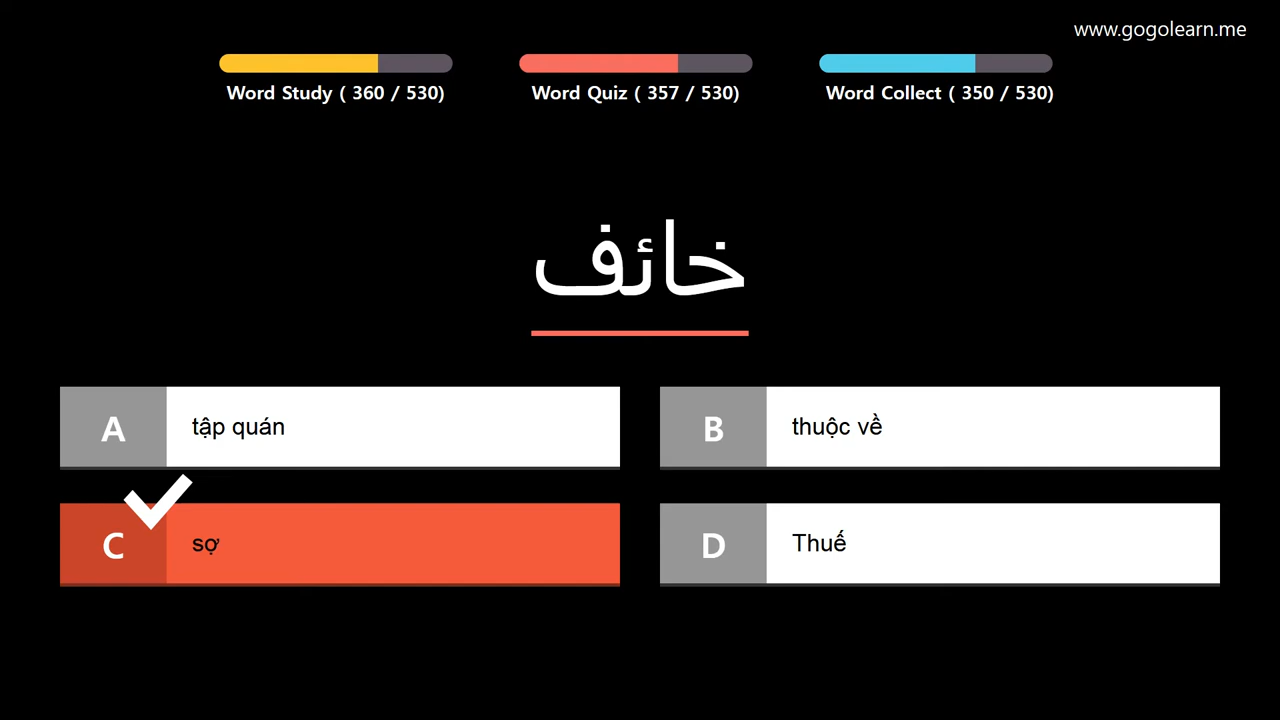 www.gogolearn.me
Word Study ( 360 / 530)
Word Quiz ( 357 / 530)
Word Collect ( 350 / 530)
خائف
A tập quán
B thuộc về
C sợ
D Thuế